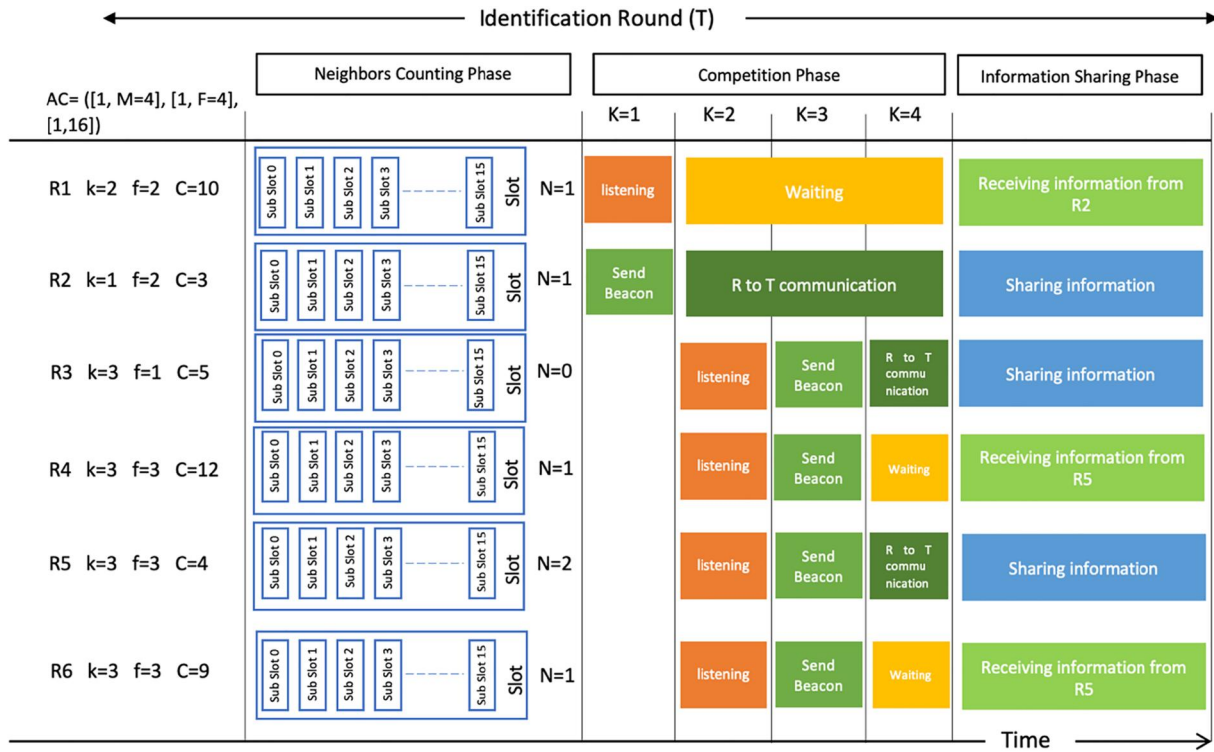 Identification Round (T)
Neighbors Counting Phase
Competition Phase
Information Sharing Phase
AC= ([1, M=4], [1, F=4],
[1,16])
K=1
K=2
K=3
K=4
R1 k=2 f=2 C=10
Sub Slot 0
Sub Slot 1
Sub Slot 2
Sub Slot 3
Sub Slot 15
Slot
N=1
listening
Waiting
Receiving information from
R2
R2 k=1 f=2 C=3
Sub Slot 0
Sub Slot 1
Sub Slot 2
Sub Slot 3
Sub Slot 15
Slot
N=1
Send
Beacon
R to T communication
Sharing information
R3 k=3 f=1 C=5
Sub Slot 0
Sub Slot 1
Sub Slot 2
Sub Slot 3
Sub Slot 15
Slot
N=0
listening
Send
Beacon
R to T
commu
nication
Sharing information
R4 k=3 f=3 C=12
Sub Slot 0
Sub Slot 1
Sub Slot 2
Sub Slot 3
Sub Slot 15
Slot
N=1
listening
Send
Beacon
Waiting
Receiving information from
R5
R5 k=3 f=3 C=4
Sub Slot 0
Sub Slot 1
Sub Slot 2
Sub Slot 3
Sub Slot 15
Slot
N=2
listening
Send
Beacon
R to T
commu
nication
Sharing information
R6 k=3 f=3 C=9
Sub Slot 0
Sub Slot 1
Sub Slot 2
Sub Slot 3
Sub Slot 15
Slot
N=1
listening
Send
Beacon
Waiting
Receiving information from
R5
Time